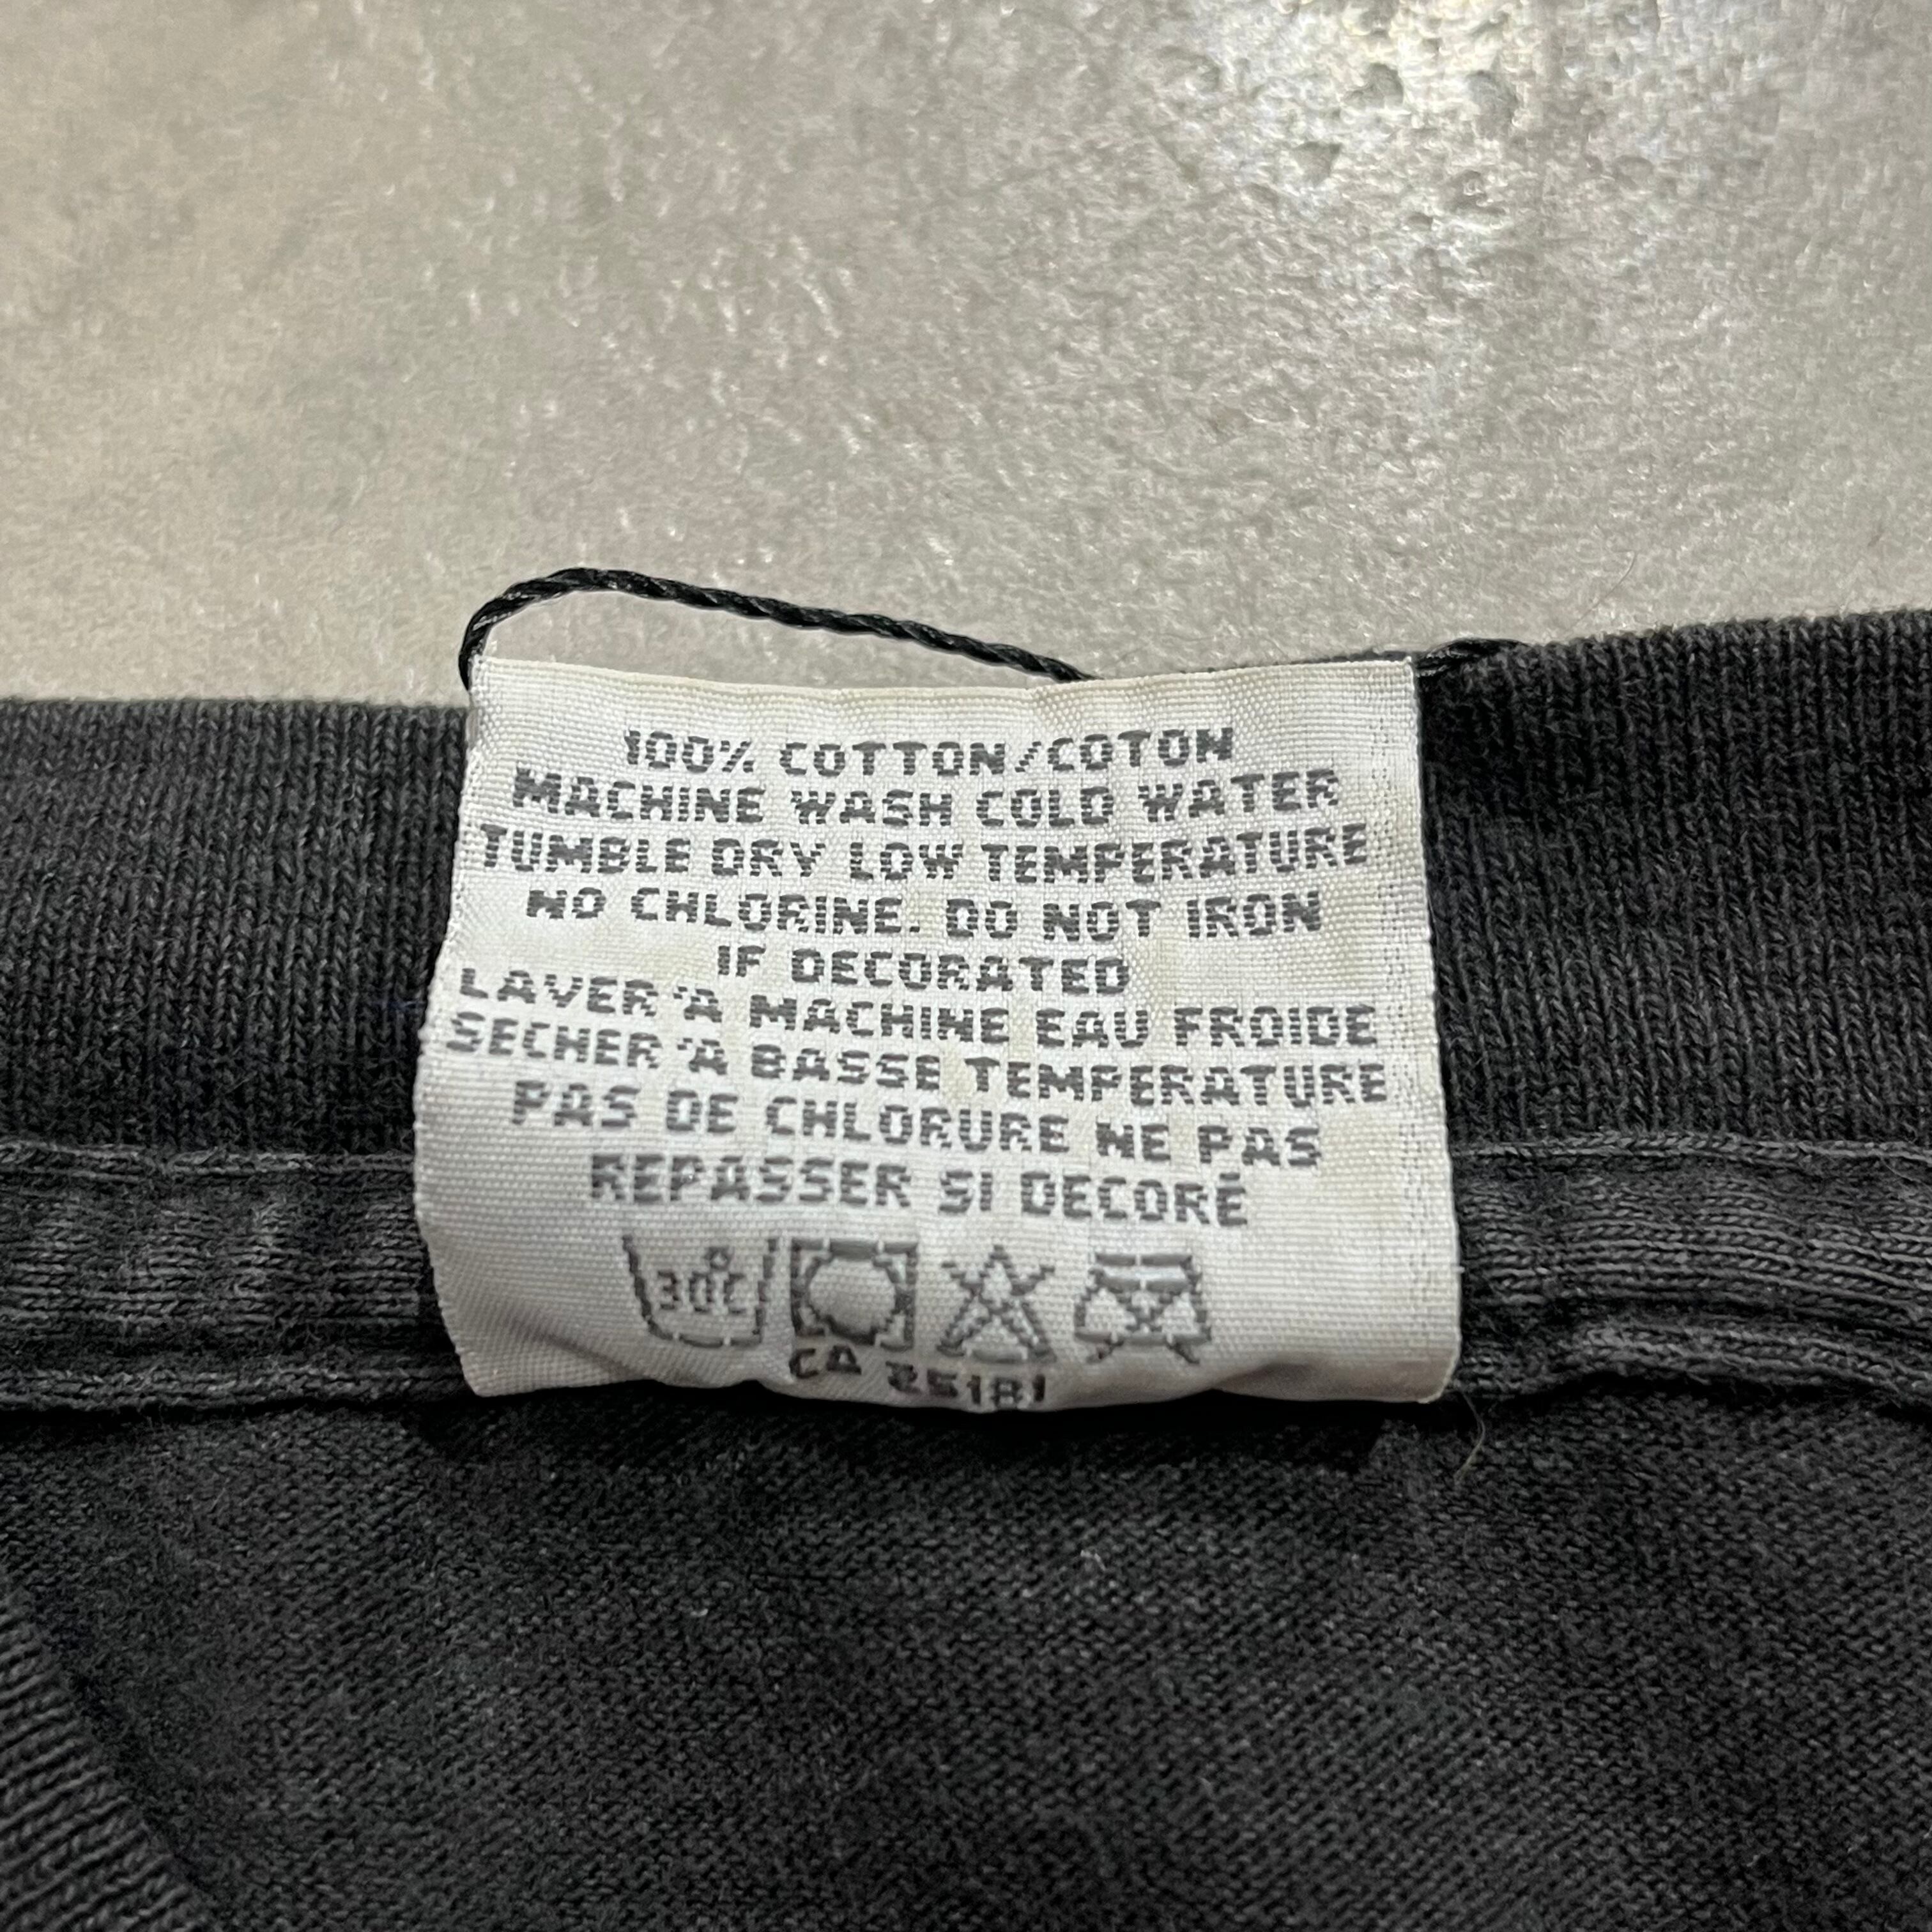 100% COTTON/COTON
MACHINE WASH COLD WATER
TUMBLE DRY LOW TEMPERATURE
NO CHLORINE. DO NOT IRON
IF DECORATED
LAVER 'A MACHINE EAU FROIDE
SECHER 'A BASSE TEMPERATURE
PAS DE CHLORURE NE PAS
REPASSER SI DECORÉ
30°C
CA 25181